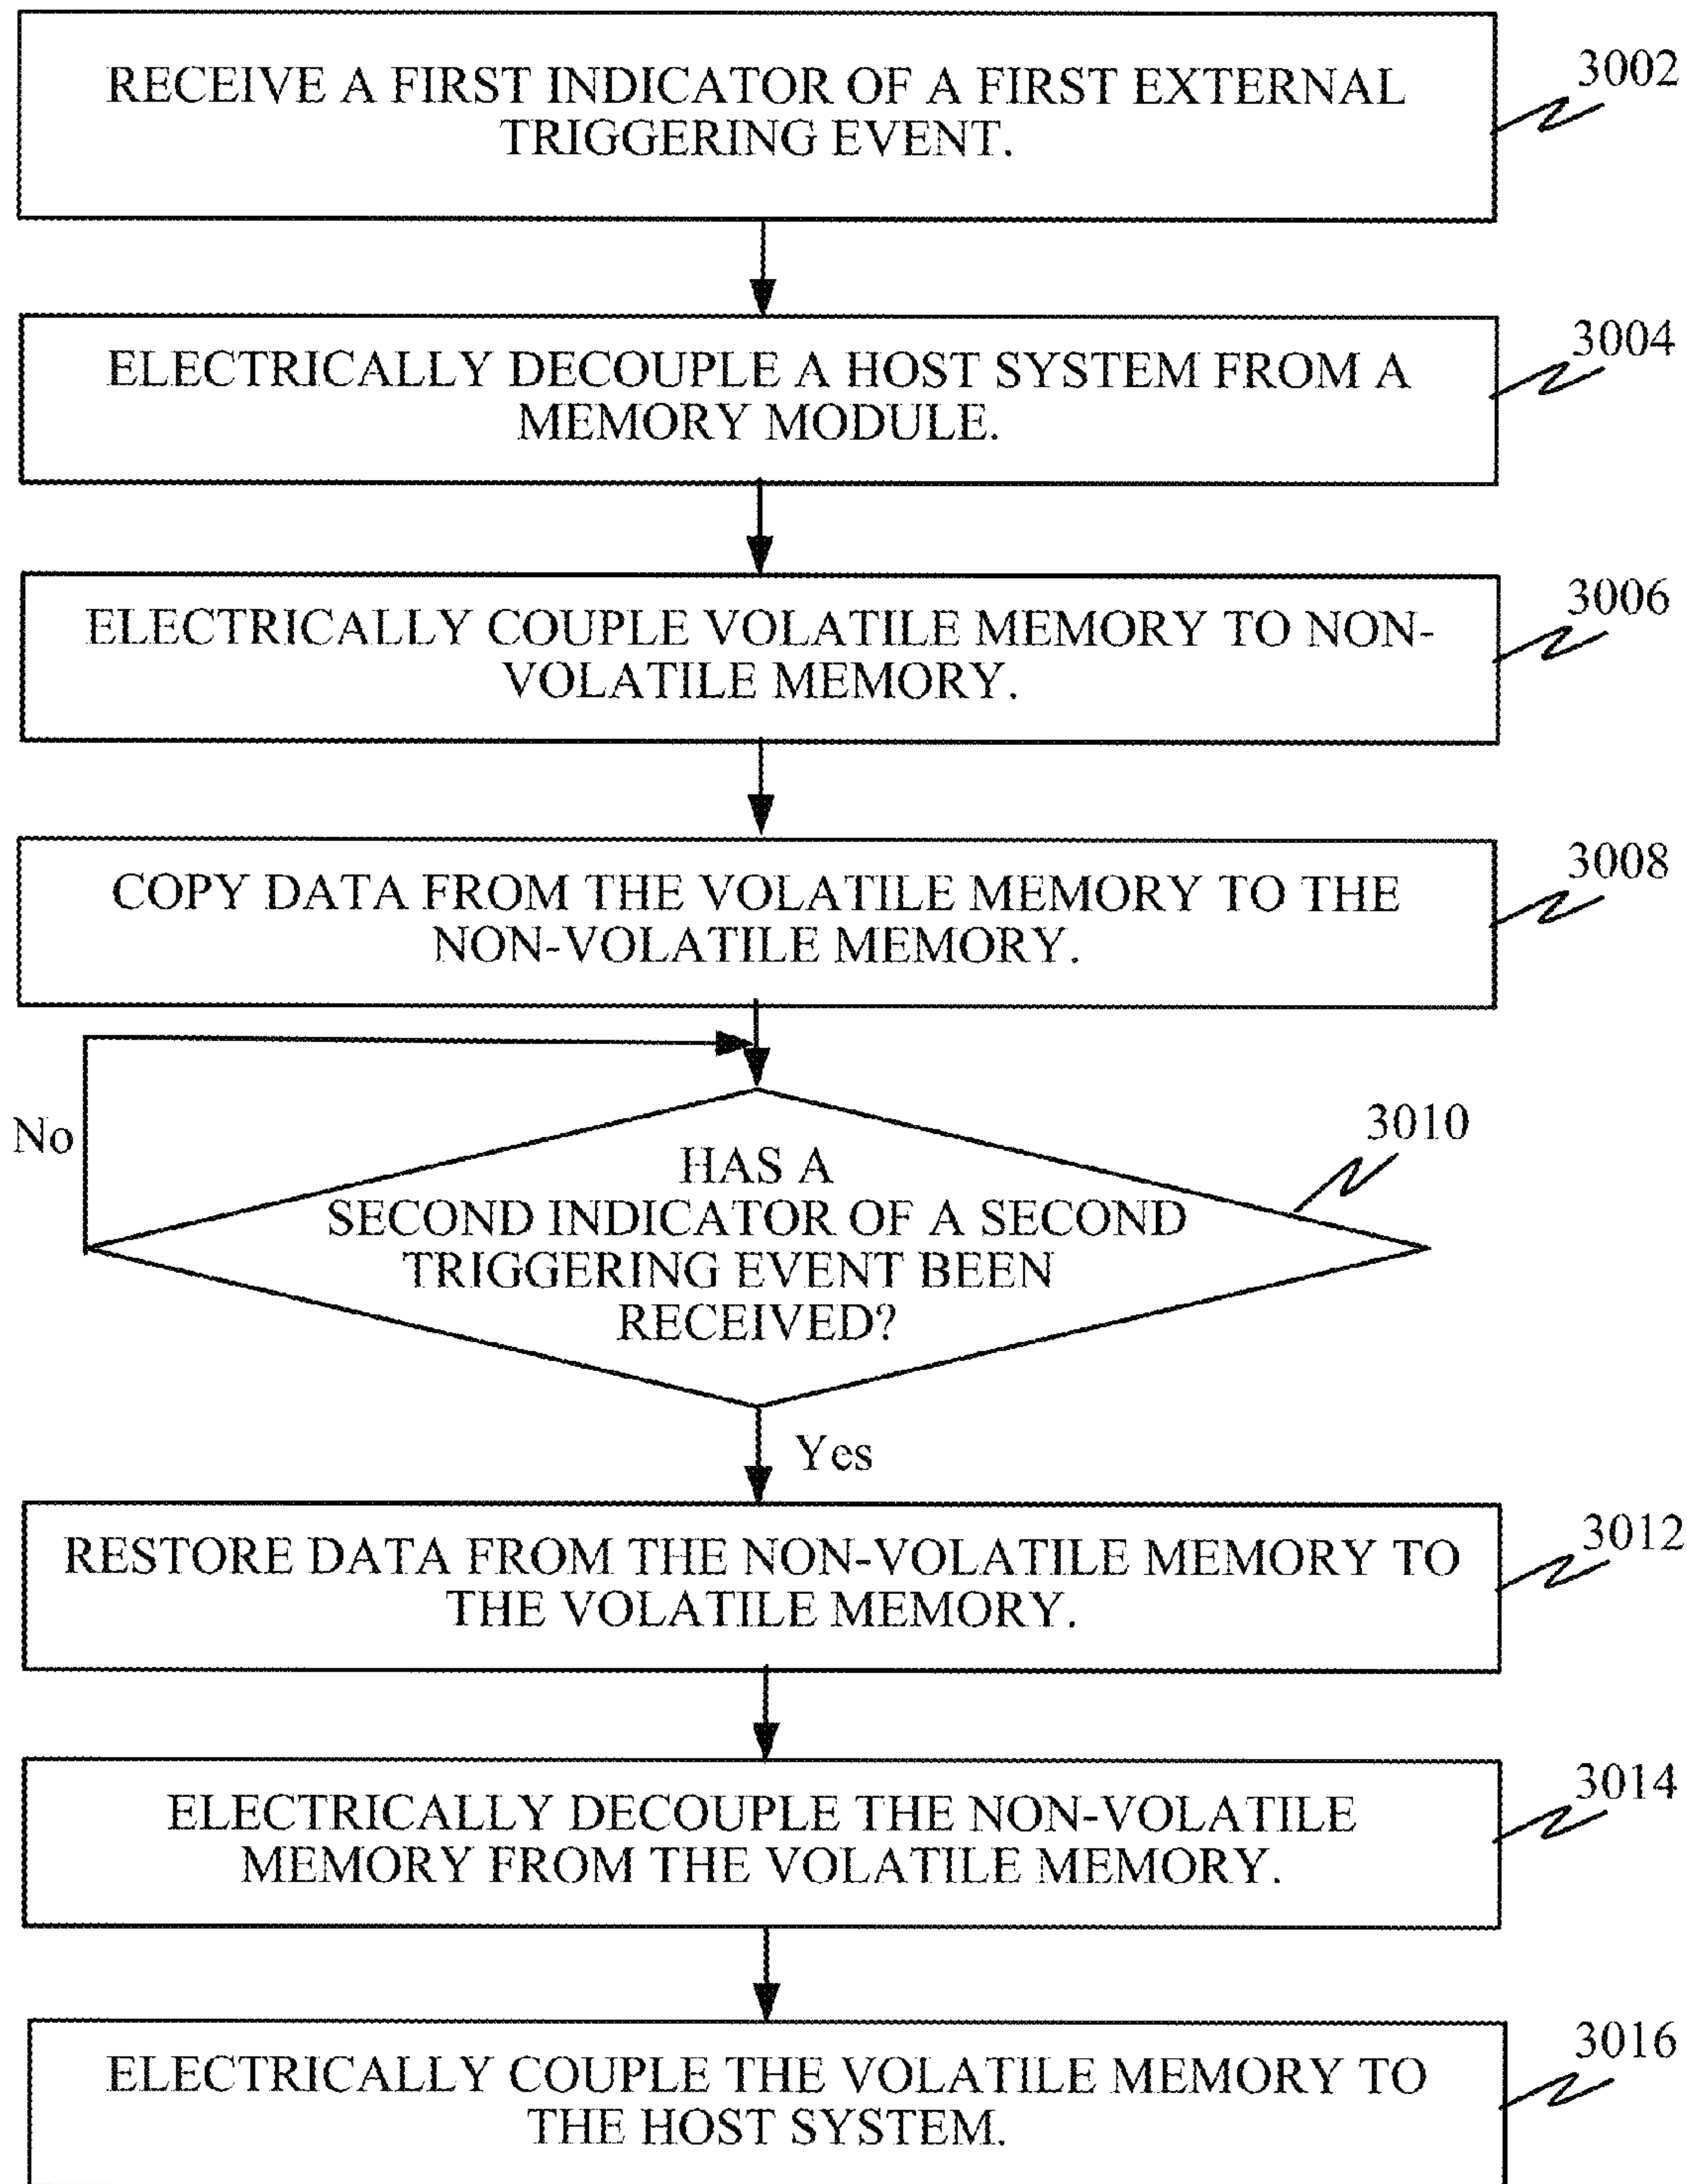 3002
RECEIVE A FIRST INDICATOR OF A FIRST EXTERNAL
TRIGGERING EVENT.
3004
ELECTRICALLY DECOUPLE A HOST SYSTEM FROM A
MEMORY MODULE.
3006
ELECTRICALLY COUPLE VOLATILE MEMORY TO NON-
VOLATILE MEMORY.
3008
COPY DATA FROM THE VOLATILE MEMORY TO THE
NON-VOLATILE MEMORY.
No
3010
HAS A
SECOND INDICATOR OF A SECOND
TRIGGERING EVENT BEEN
RECEIVED?
Yes
3012
RESTORE DATA FROM THE NON-VOLATILE MEMORY TO
THE VOLATILE MEMORY.
3014
ELECTRICALLY DECOUPLE THE NON-VOLATILE
MEMORY FROM THE VOLATILE MEMORY.
3016
ELECTRICALLY COUPLE THE VOLATILE MEMORY TO
THE HOST SYSTEM.